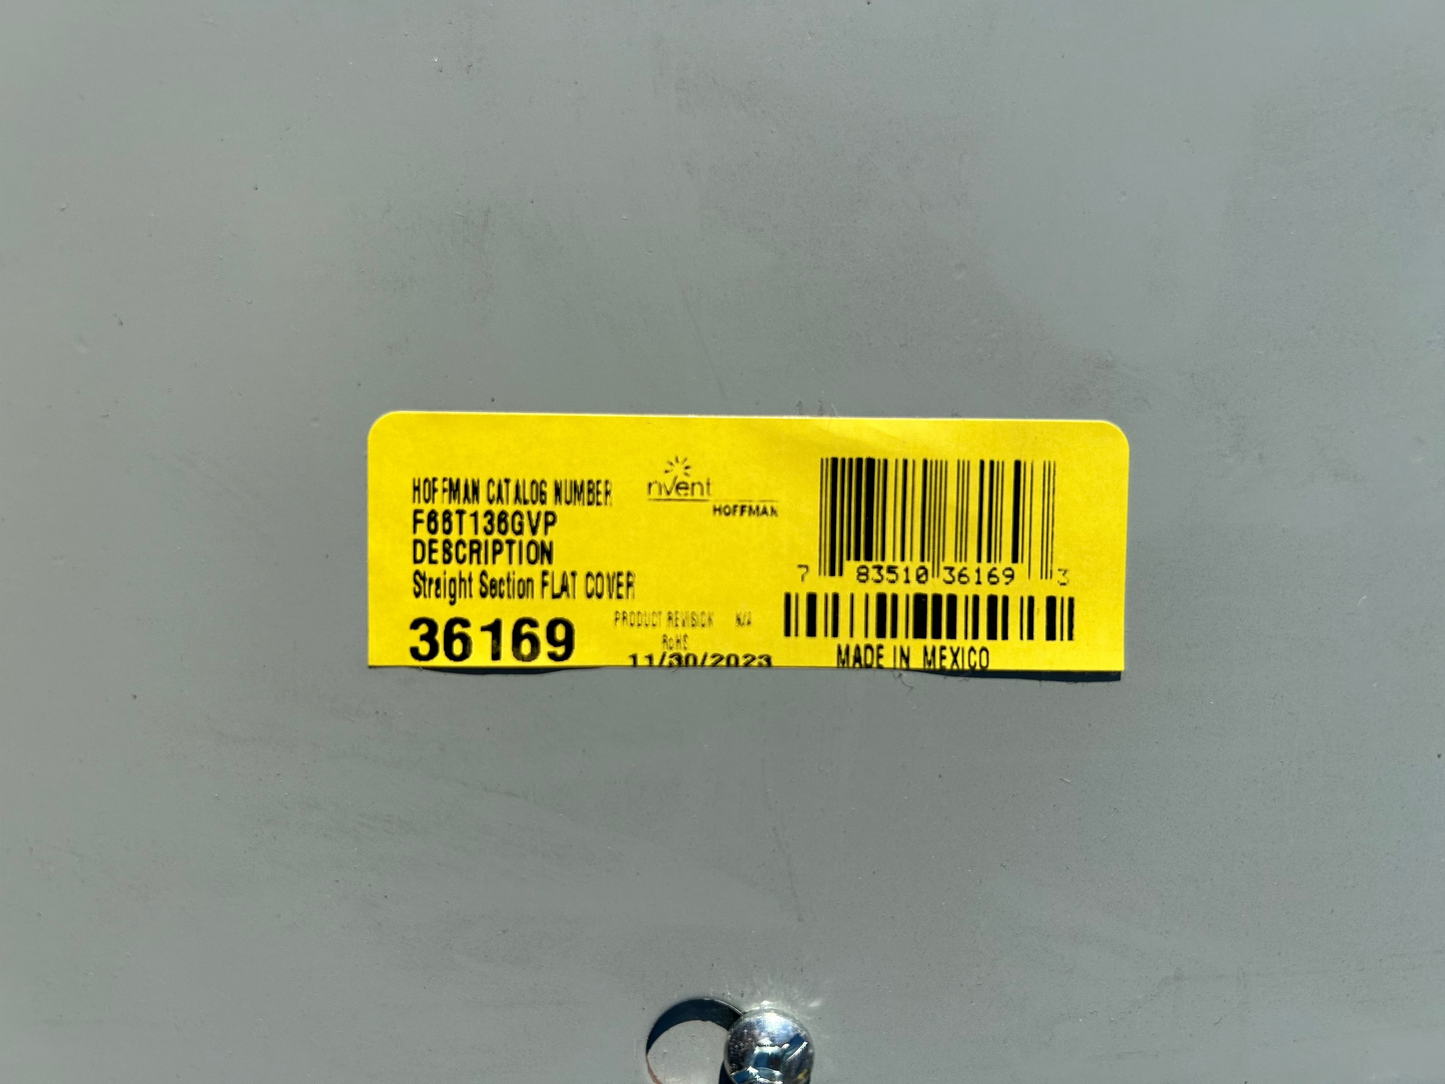 HOFFMAN CATALOG NUMBER
F66T136GVP
DESCRIPTION
Straight Section FLAT COVER
36169
nvent
HOFFMAN
PRODUCT REVISION N/A
RoHS
11/30/2023
7 83510 36169 3
MADE IN MEXICO